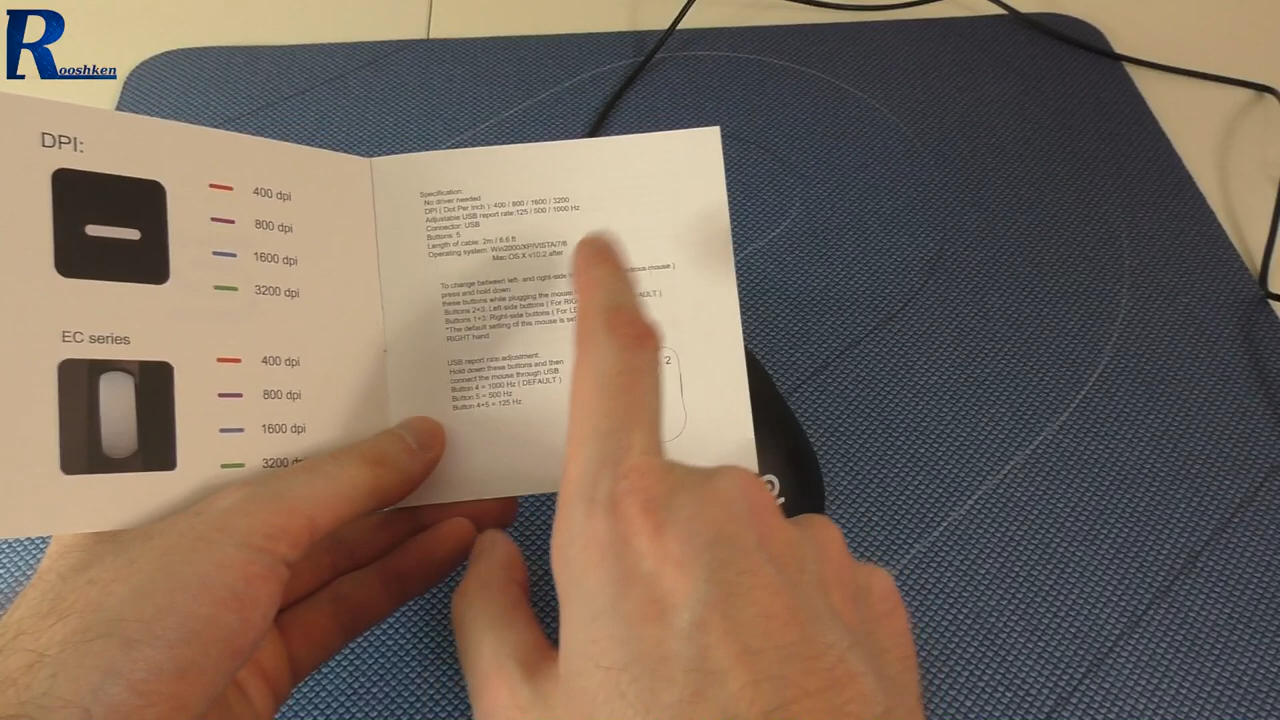 Rooshken
DPI:
400 dpi
800 dpi
1600 dpi
3200 dpi
EC series
400 dpi
800 dpi
1600 dpi
3200
Specification:
No driver needed
DPI ( Dot Per Inch ): 400 / 800 / 1600 / 3200
Adjustable USB report rate:125 / 500 / 1000 Hz
Connector: USB
Buttons: 5
Length of cable: 2m / 6.6 ft
Operating system: Win2000/XP/VISTA/7/8
Mac OS X v10.2 after
To change between left- and right-side mouse )
press and hold down
these buttons while plugging the mouse
Buttons 2+3: Left-side buttons ( For
Buttons 1+3: Right-side buttons ( For
*The default setting of this mouse is set
RIGHT hand
USB report rate adjustment:
Hold down these buttons and then
connect the mouse through USB
Button 4 = 1000 Hz ( DEFAULT )
Button 5 = 500 Hz
Button 4+5 = 125 Hz
2